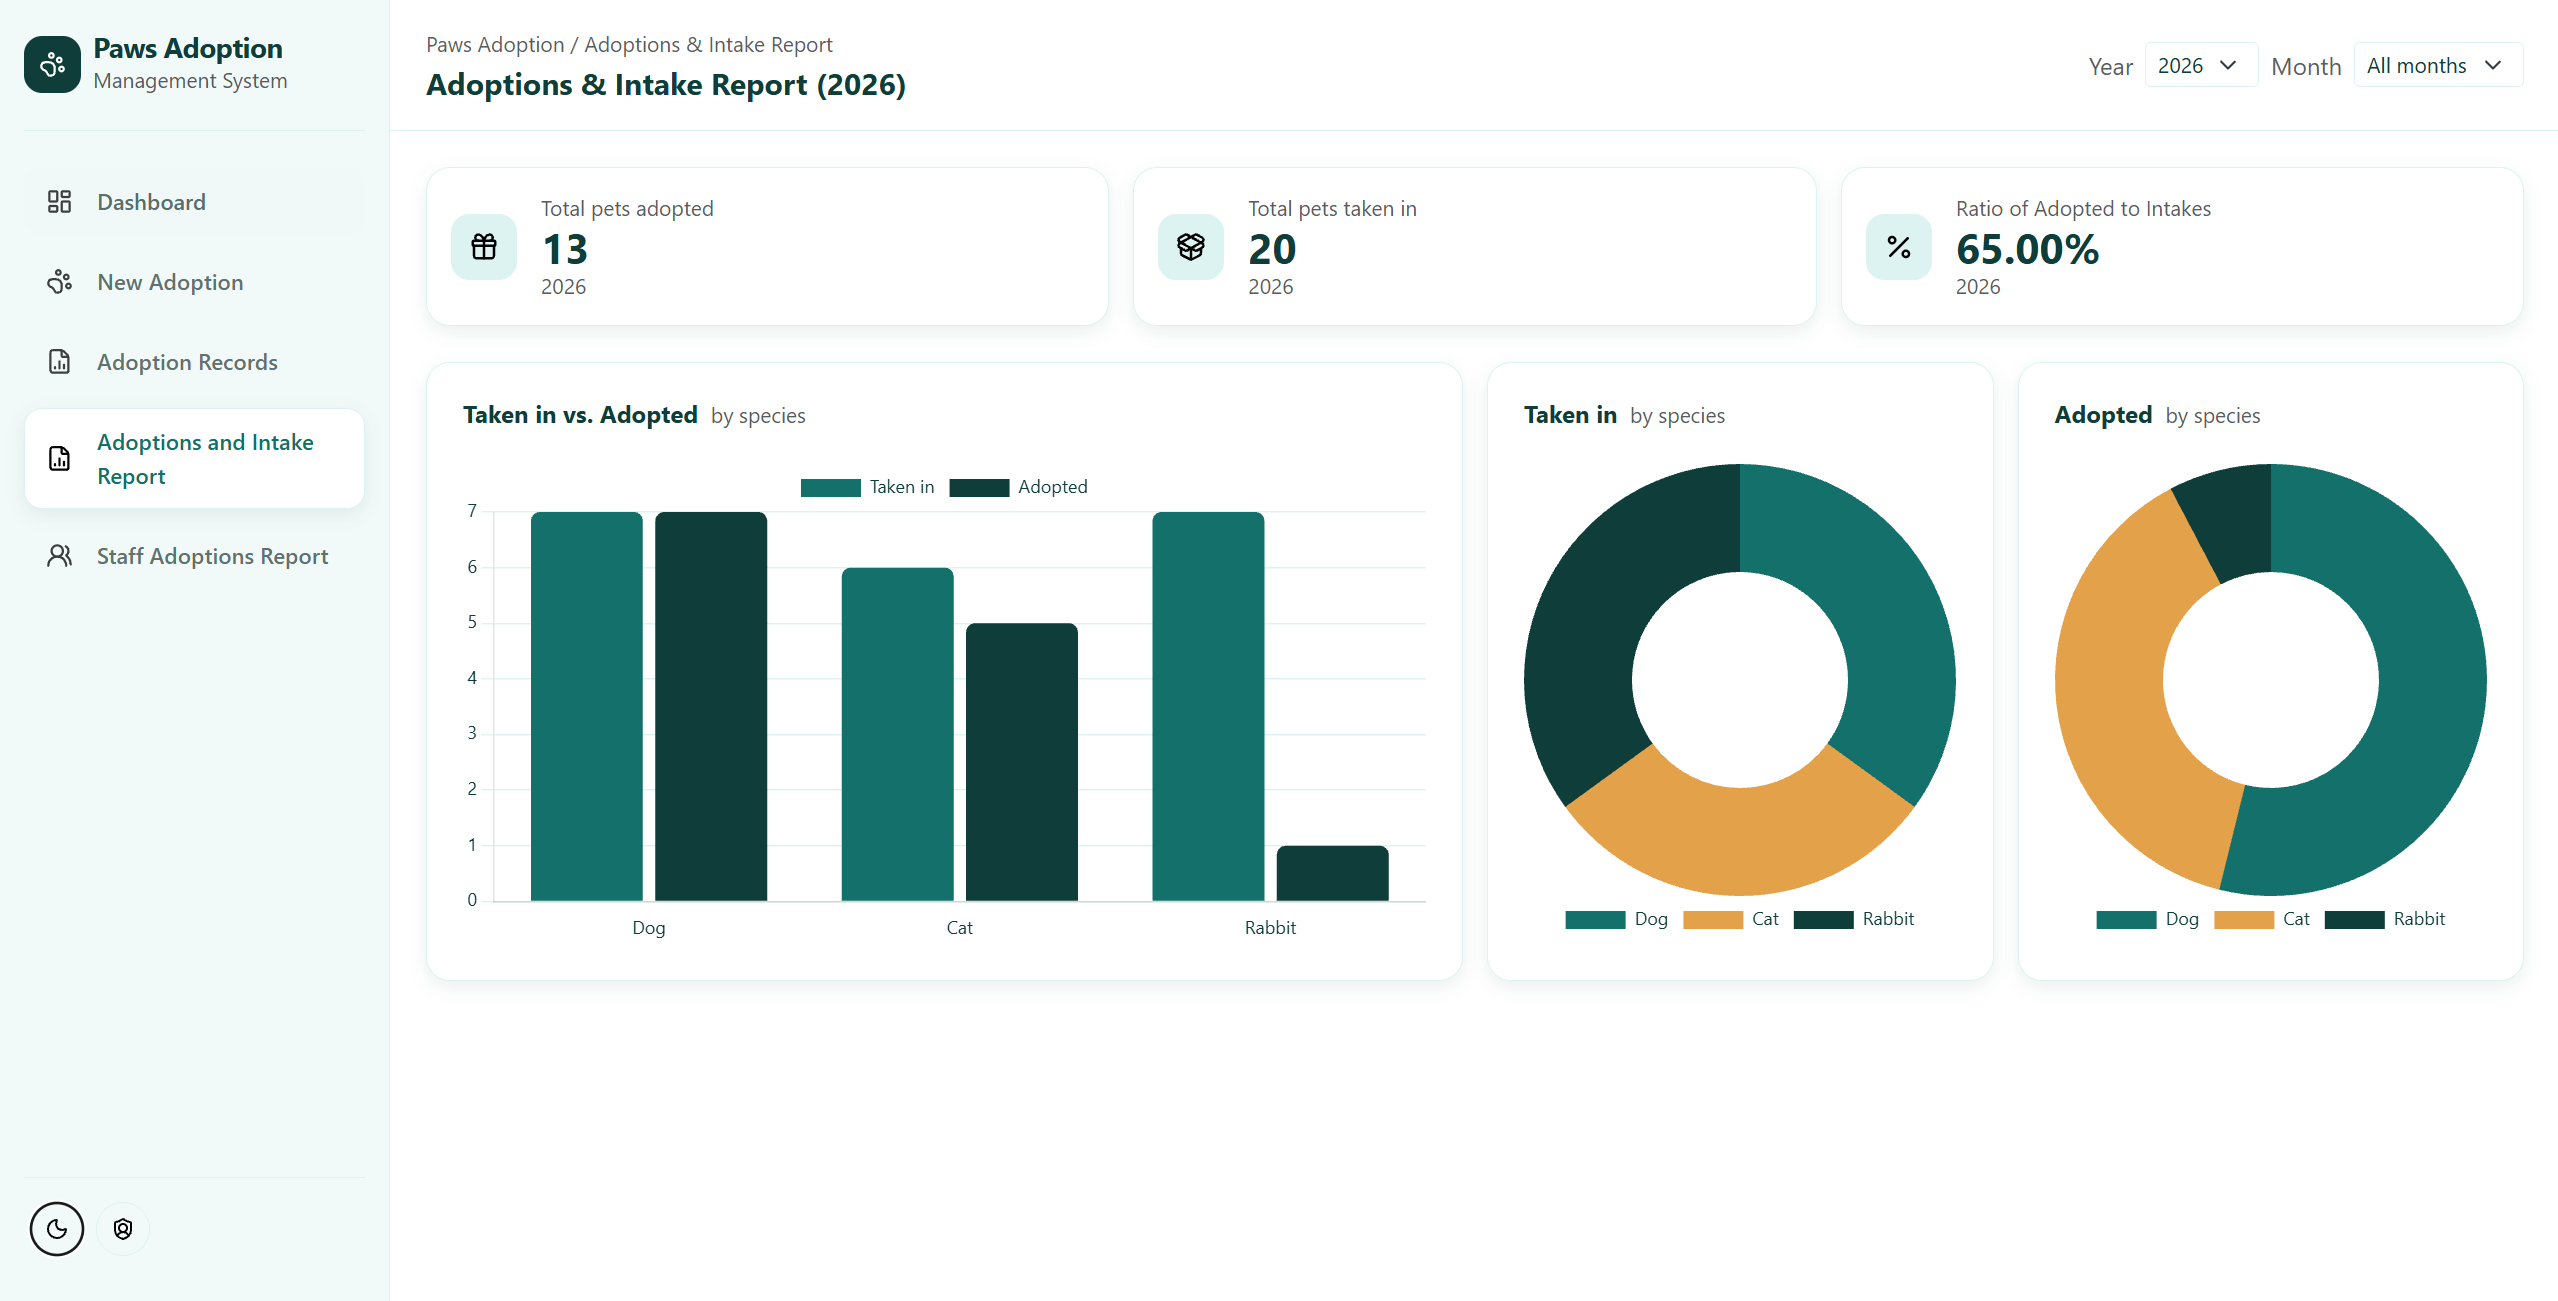 Paws Adoption
Management System
Dashboard
New Adoption
Adoption Records
Adoptions and Intake
Report
Staff Adoptions Report
Paws Adoption / Adoptions & Intake Report
Adoptions & Intake Report (2026)
Year 2026 Month All months
Total pets adopted
13
2026
Total pets taken in
20
2026
Ratio of Adopted to Intakes
65.00%
2026
Taken in vs. Adopted by species
Taken in Adopted
7
6
5
4
3
2
1
0
Dog Cat Rabbit
Taken in by species
Dog Cat Rabbit
Adopted by species
Dog Cat Rabbit